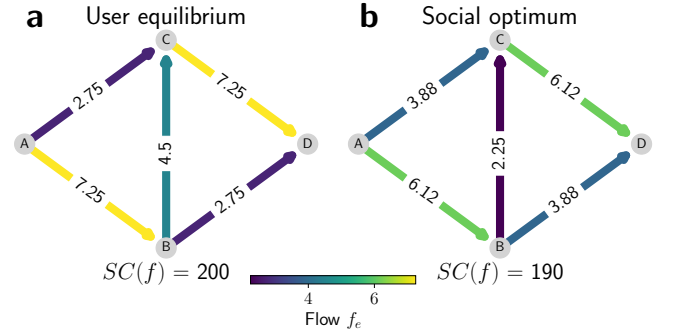 a User equilibrium
C
2.75
7.25
A
4.5
D
7.25
2.75
B
SC(f) = 200
b Social optimum
C
3.88
6.12
A
2.25
D
6.12
3.88
B
SC(f) = 190
4 6
Flow f_e